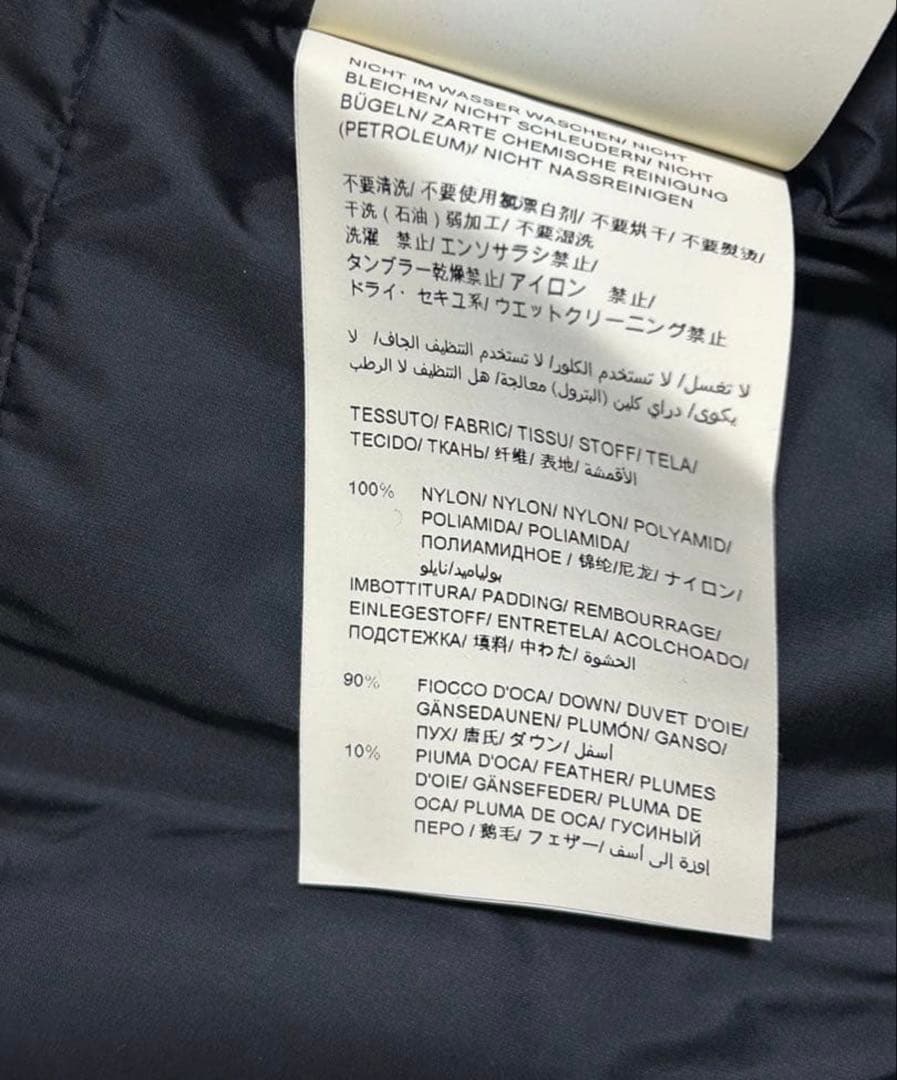 NICHT IM WASSER WASCHEN/ NICHT
BLEICHEN/ NICHT SCHLEUDERN/ NICHT
BÜGELN/ ZARTE CHEMISCHE REINIGUNG
(PETROLEUM)/ NICHT NASSREINIGEN
不要清洗/ 不要使用氯漂白剂/ 不要烘干/ 不要熨烫/
干洗 ( 石油 ) 弱加工/ 不要湿洗
洗濯 禁止/ エンソサラシ禁止/
タンブラー乾燥禁止/ アイロン 禁止/
ドライ・ セキユ系/ ウエットクリーニング禁止
لا تغسل/ لا تستخدم الكلور/ لا تستخدم التنظيف الجاف/ لا
يكوى/ دراي كلين (البترول) معالجة/ هل التنظيف لا الرطب
TESSUTO/ FABRIC/ TISSU/ STOFF/ TELA/
TECIDO/ ТКАНЬ/ 纤维/ 表地/ الأقمشة
100% NYLON/ NYLON/ NYLON/ POLYAMID/
POLIAMIDA/ POLIAMIDA/
ПОЛИАМИДНОЕ / 锦纶/尼龙/ ナイロン/
بولياميد/نايلو
IMBOTTITURA/ PADDING/ REMBOURRAGE/
EINLEGESTOFF/ ENTRETELA/ ACOLCHOADO/
ПОДСТЕЖКА/ 填料/ 中わた/ الحشوة
90% FIOCCO D'OCA/ DOWN/ DUVET D'OIE/
GÄNSEDAUNEN/ PLUMÓN/ GANSO/
ПУХ/ 唐氏/ ダウン/ أسفل
10% PIUMA D'OCA/ FEATHER/ PLUMES
D'OIE/ GÄNSEFEDER/ PLUMA DE
OCA/ PLUMA DE OCA/ ГУСИНЫЙ
ПЕРО / 鹅毛/ フェザー/ اوزة إلى أسف